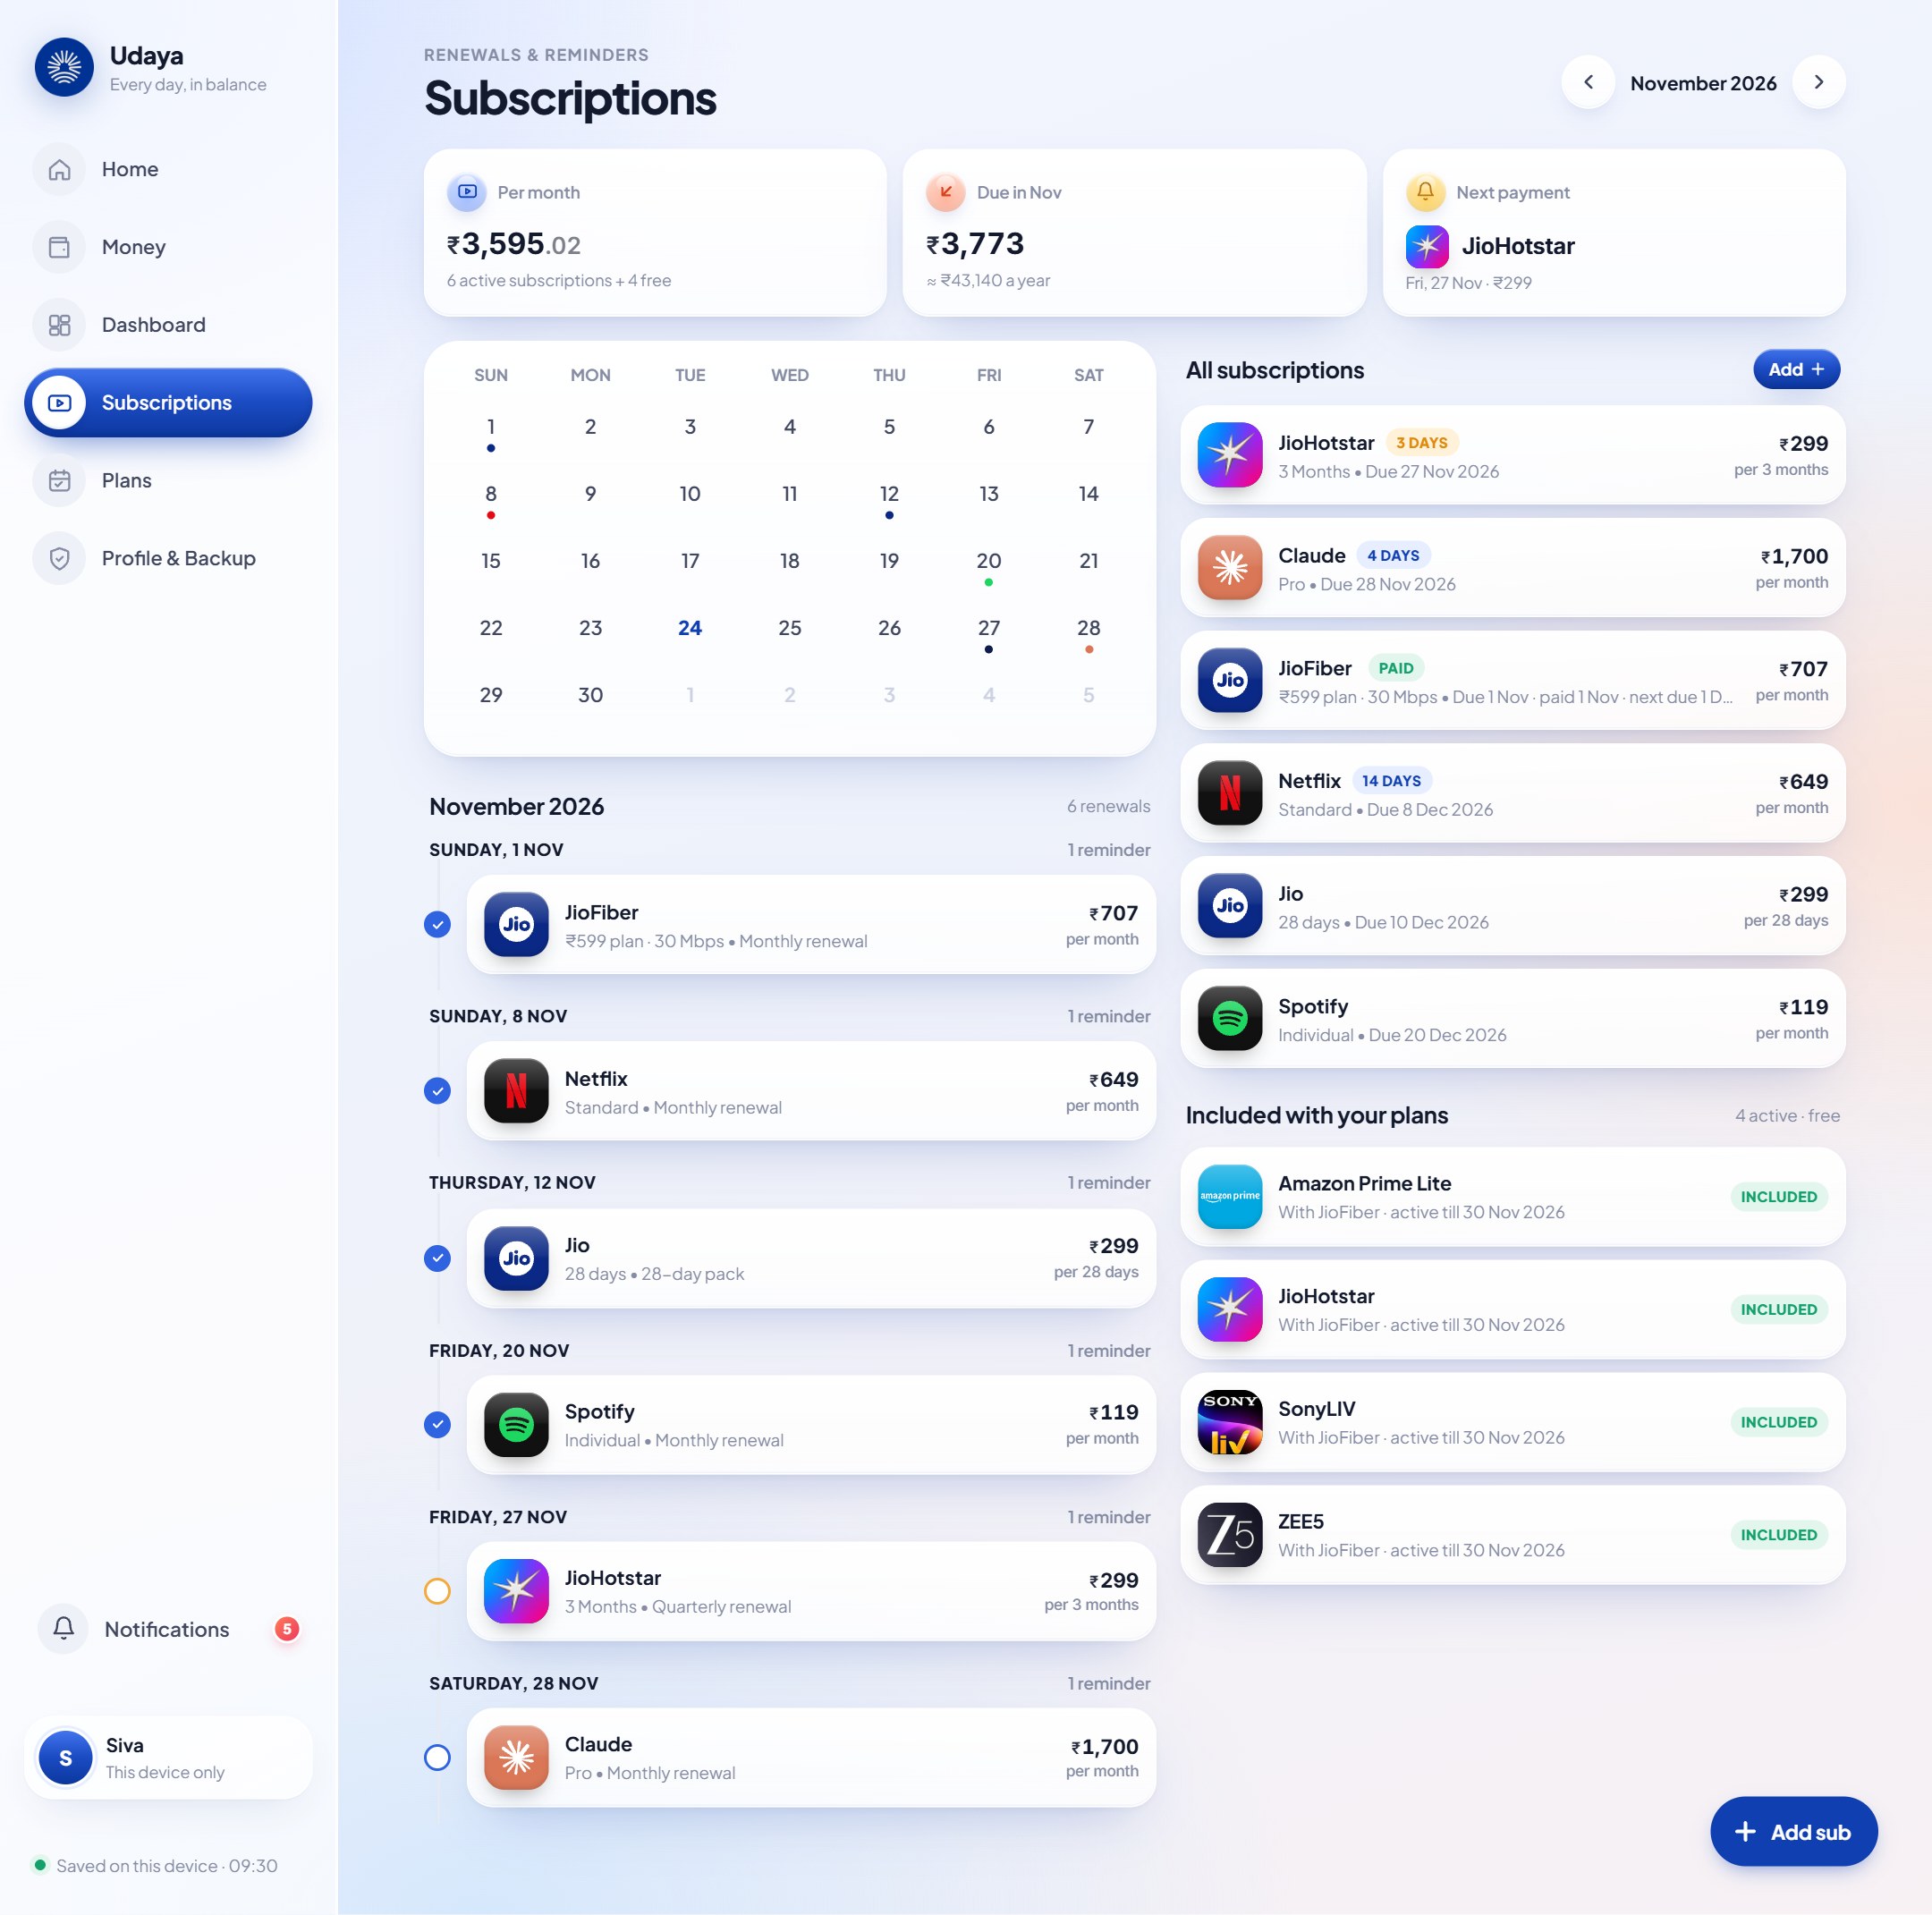 Udaya
Every day, in balance
Home
Money
Dashboard
Subscriptions
Plans
Profile & Backup
Notifications
5
S
Siva
This device only
Saved on this device · 09:30
RENEWALS & REMINDERS
Subscriptions
November 2026
Per month
₹3,595.02
6 active subscriptions + 4 free
Due in Nov
₹3,773
≈ ₹43,140 a year
Next payment
JioHotstar
Fri, 27 Nov · ₹299
SUN MON TUE WED THU FRI SAT
1 2 3 4 5 6 7
8 9 10 11 12 13 14
15 16 17 18 19 20 21
22 23 24 25 26 27 28
29 30 1 2 3 4 5
November 2026
6 renewals
SUNDAY, 1 NOV
1 reminder
Jio
JioFiber
₹599 plan · 30 Mbps • Monthly renewal
₹707
per month
SUNDAY, 8 NOV
1 reminder
N
Netflix
Standard • Monthly renewal
₹649
per month
THURSDAY, 12 NOV
1 reminder
Jio
Jio
28 days • 28-day pack
₹299
per 28 days
FRIDAY, 20 NOV
1 reminder
Spotify
Individual • Monthly renewal
₹119
per month
FRIDAY, 27 NOV
1 reminder
JioHotstar
3 Months • Quarterly renewal
₹299
per 3 months
SATURDAY, 28 NOV
1 reminder
Claude
Pro • Monthly renewal
₹1,700
per month
All subscriptions
Add +
JioHotstar 3 DAYS
3 Months • Due 27 Nov 2026
₹299
per 3 months
Claude 4 DAYS
Pro • Due 28 Nov 2026
₹1,700
per month
Jio
JioFiber PAID
₹599 plan · 30 Mbps • Due 1 Nov · paid 1 Nov · next due 1 D...
₹707
per month
N
Netflix 14 DAYS
Standard • Due 8 Dec 2026
₹649
per month
Jio
Jio
28 days • Due 10 Dec 2026
₹299
per 28 days
Spotify
Individual • Due 20 Dec 2026
₹119
per month
Included with your plans
4 active · free
amazon prime
Amazon Prime Lite
With JioFiber · active till 30 Nov 2026
INCLUDED
JioHotstar
With JioFiber · active till 30 Nov 2026
INCLUDED
SONY
liv
SonyLIV
With JioFiber · active till 30 Nov 2026
INCLUDED
Z5
ZEE5
With JioFiber · active till 30 Nov 2026
INCLUDED
+ Add sub